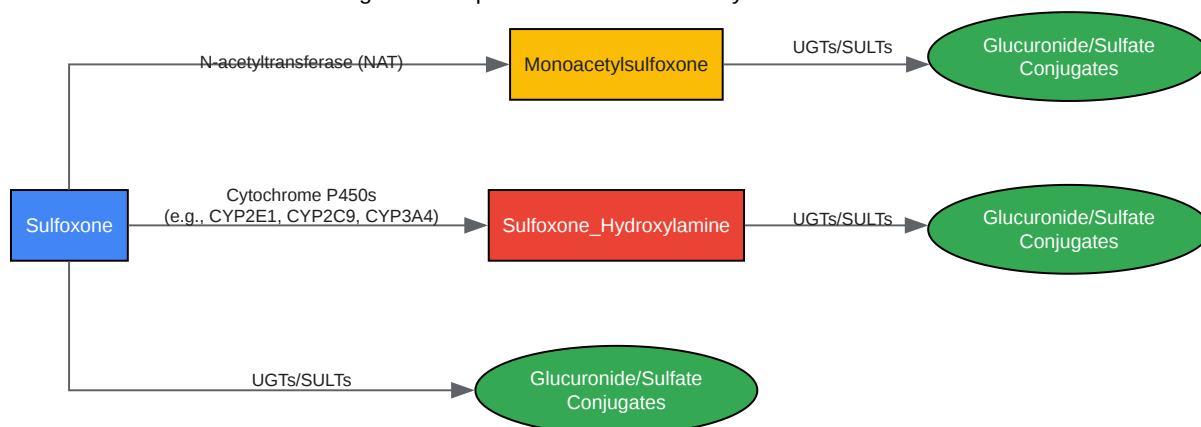 N-acetyltransferase (NAT)
Monoacetylsulfoxone
UGTs/SULTs
Glucuronide/Sulfate
Conjugates
Sulfoxone
Cytochrome P450s
(e.g., CYP2E1, CYP2C9, CYP3A4)
Sulfoxone_Hydroxylamine
UGTs/SULTs
Glucuronide/Sulfate
Conjugates
UGTs/SULTs
Glucuronide/Sulfate
Conjugates